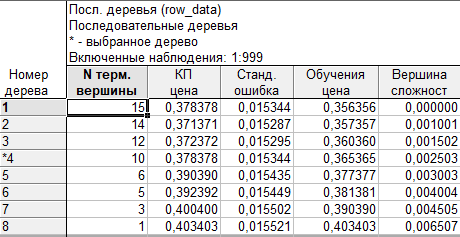 Посл. деревья (row_data)
Последовательные деревья
* - выбранное дерево
Включенные наблюдения: 1:999
Номер дерева N терм. вершины КП цена Станд. ошибка Обучения цена Вершина сложност
1 15 0,378378 0,015344 0,356356 0,000000
2 14 0,371371 0,015287 0,357357 0,001001
3 12 0,372372 0,015295 0,360360 0,001502
*4 10 0,378378 0,015344 0,365365 0,002503
5 6 0,390390 0,015435 0,377377 0,003003
6 5 0,392392 0,015449 0,381381 0,004004
7 3 0,400400 0,015502 0,390390 0,004505
8 1 0,403403 0,015521 0,403403 0,006507